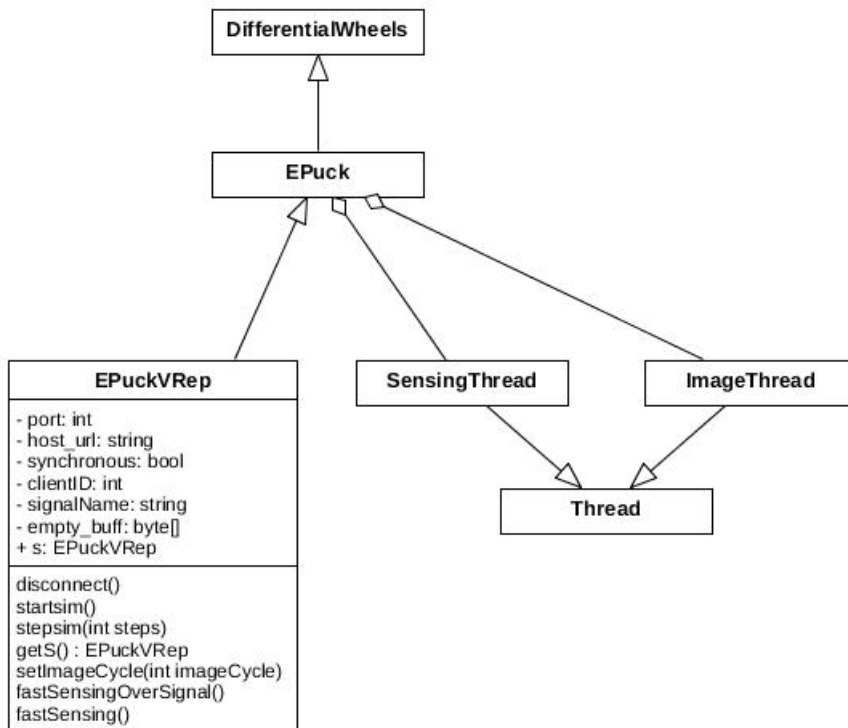 DifferentialWheels
EPuck
EPuckVRep
SensingThread
ImageThread
- port: int
- host_url: string
- synchronous: bool
- clientID: int
- signalName: string
- empty_buff: byte[]
+ s: EPuckVRep
Thread
disconnect()
startsim()
stepsim(int steps)
getS() : EPuckVRep
setImageCycle(int imageCycle)
fastSensingOverSignal()
fastSensing()